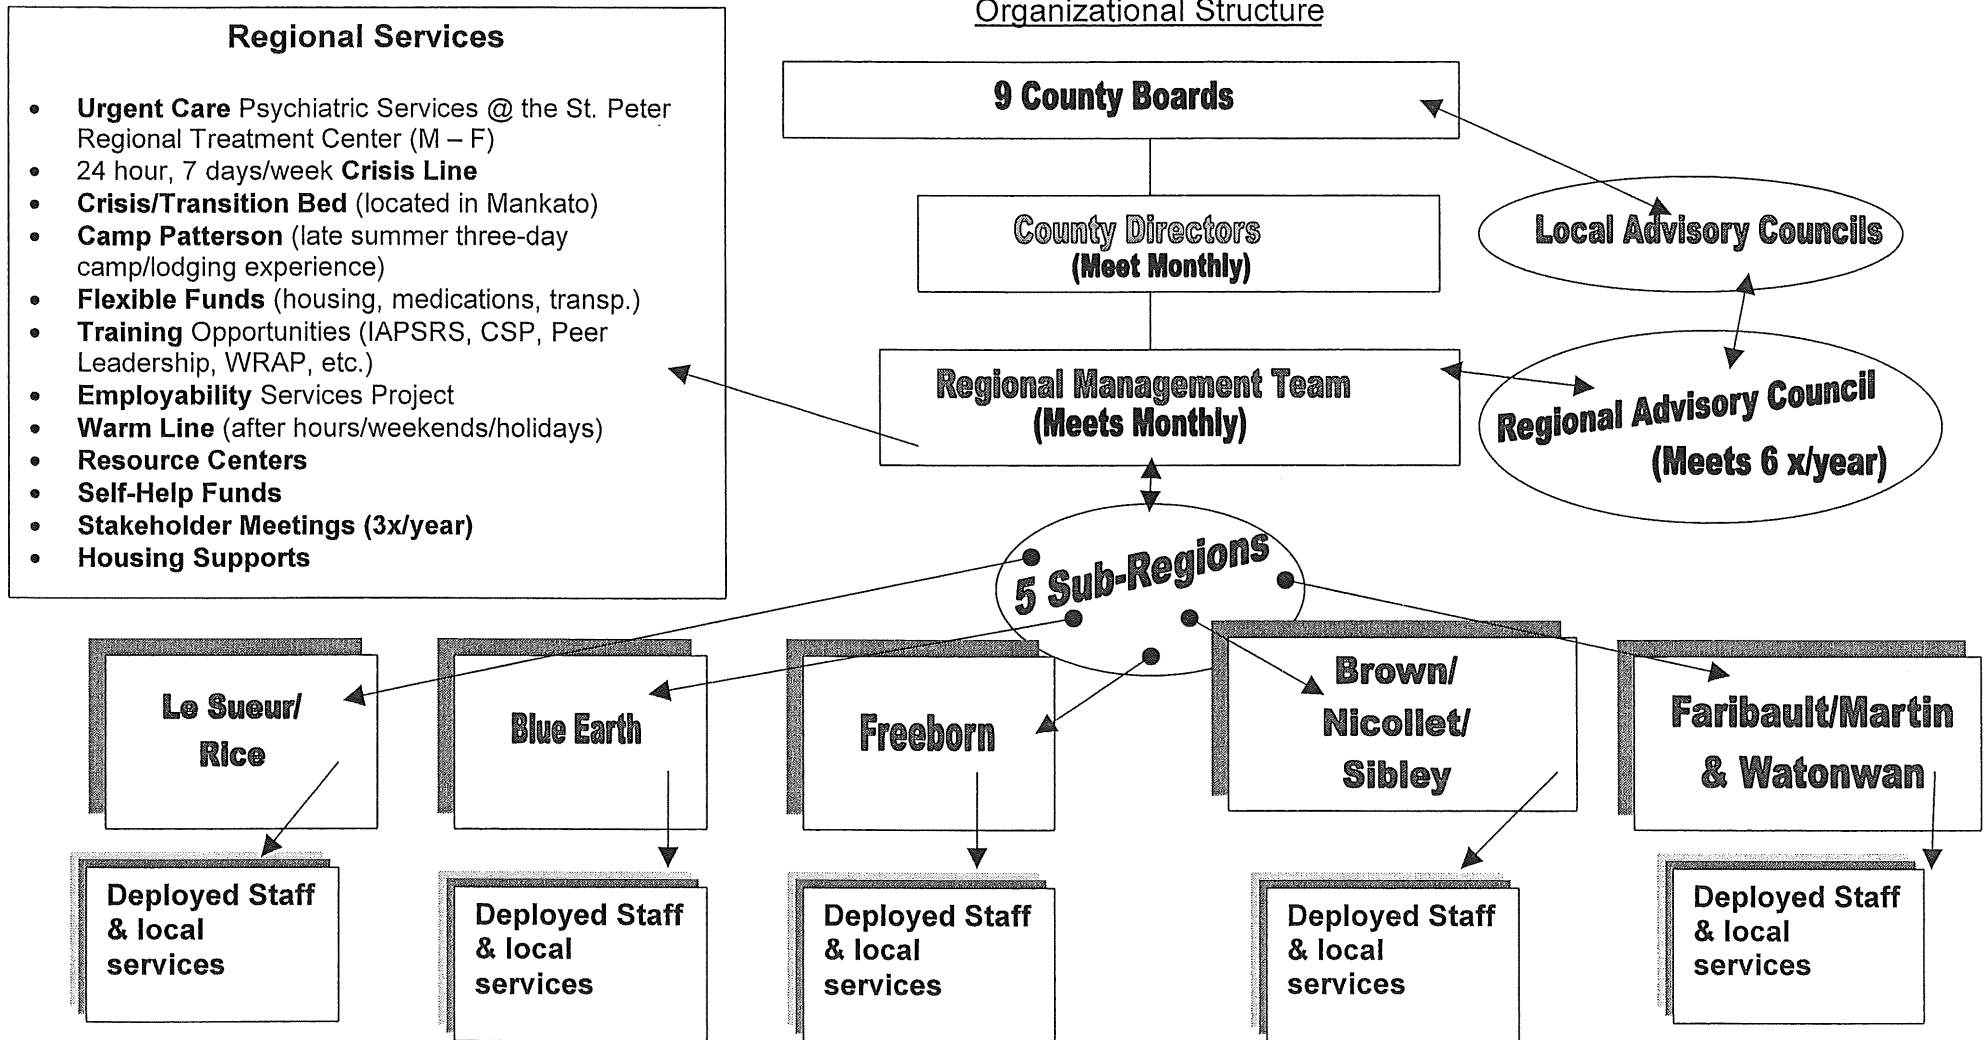 Organizational Structure
Regional Services
• Urgent Care Psychiatric Services @ the St. Peter
Regional Treatment Center (M – F)
• 24 hour, 7 days/week Crisis Line
• Crisis/Transition Bed (located in Mankato)
• Camp Patterson (late summer three-day
camp/lodging experience)
• Flexible Funds (housing, medications, transp.)
• Training Opportunities (IAPSRS, CSP, Peer
Leadership, WRAP, etc.)
• Employability Services Project
• Warm Line (after hours/weekends/holidays)
• Resource Centers
• Self-Help Funds
• Stakeholder Meetings (3x/year)
• Housing Supports
9 County Boards
County Directors
(Meet Monthly)
Local Advisory Councils
Regional Management Team
(Meets Monthly)
Regional Advisory Council
(Meets 6 x/year)
5 Sub-Regions
Le Sueur/
Rice
Blue Earth
Freeborn
Brown/
Nicollet/
Sibley
Faribault/Martin
& Watonwan
Deployed Staff
& local
services
Deployed Staff
& local
services
Deployed Staff
& local
services
Deployed Staff
& local
services
Deployed Staff
& local
services